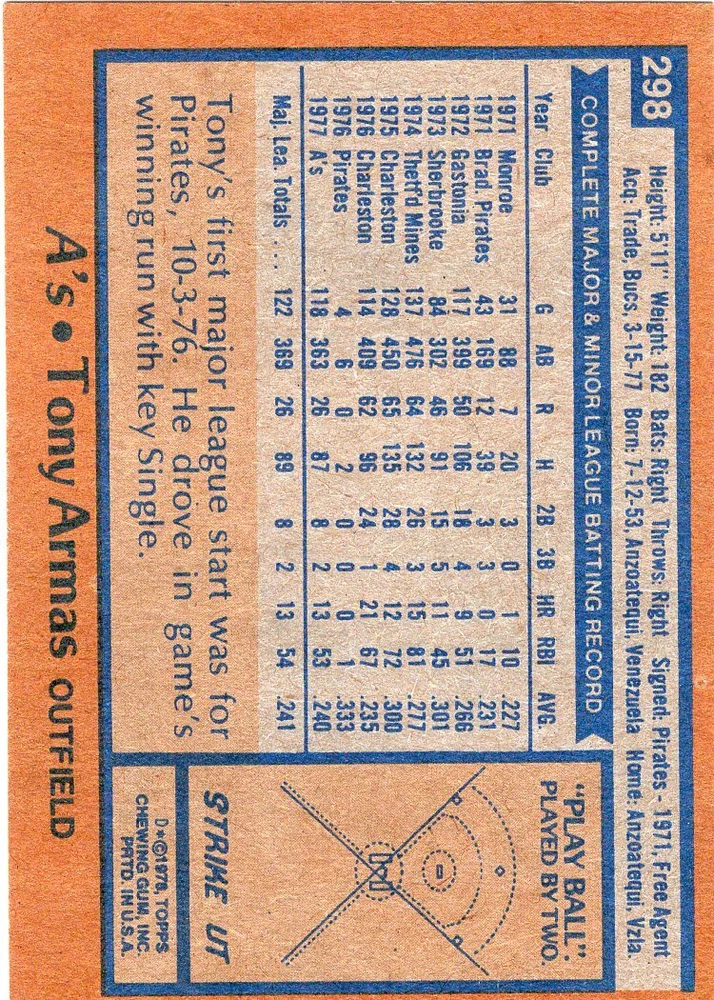 298
Height: 5'11" Weight: 182 Bats: Right Throws: Right Signed: Pirates - 1971, Free Agent
Acq: Trade, Bucs, 3-15-77 Born: 7-12-53, Anzoatequi, Venezuela Home: Anzoatequi, Vzla.
COMPLETE MAJOR & MINOR LEAGUE BATTING RECORD
Year Club G AB R H 2B 3B HR RBI AVG.
1971 Monroe 31 88 7 20 3 0 1 10 .227
1971 Brad. Pirates 43 169 12 39 3 3 0 17 .231
1972 Gastonia 117 399 50 106 18 4 9 51 .266
1973 Sherbrooke 84 302 46 91 15 5 11 45 .301
1974 Thetf'd Mines 137 476 64 132 26 3 15 81 .277
1975 Charleston 128 450 65 135 28 4 12 72 .300
1976 Charleston 114 409 62 96 24 1 21 67 .235
1976 Pirates 4 6 0 2 0 0 0 1 .333
1977 A's 118 363 26 87 8 2 13 53 .240
Maj. Lea. Totals . . . 122 369 26 89 8 2 13 54 .241
Tony's first major league start was for
Pirates, 10-3-76. He drove in game's
winning run with key Single.
"PLAY BALL".
PLAYED BY TWO.
STRIKE UT
D*©1978, TOPPS
CHEWING GUM, INC.
PRTD. IN U.S.A.
A's • Tony Armas OUTFIELD